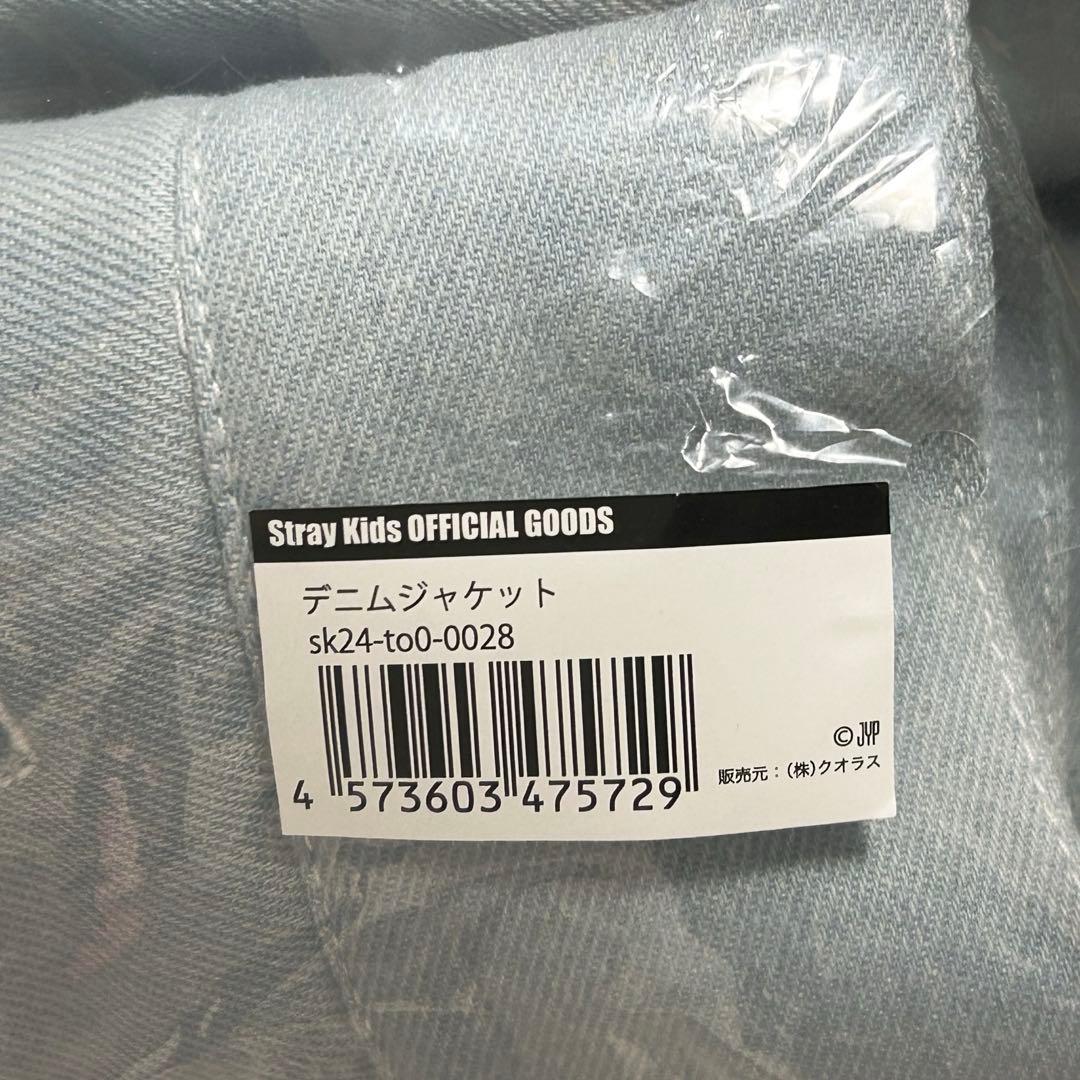 Stray Kids OFFICIAL GOODS
デニムジャケット
sk24-to0-0028
4 573603 475729
© JYP
販売元：(株)クオラス